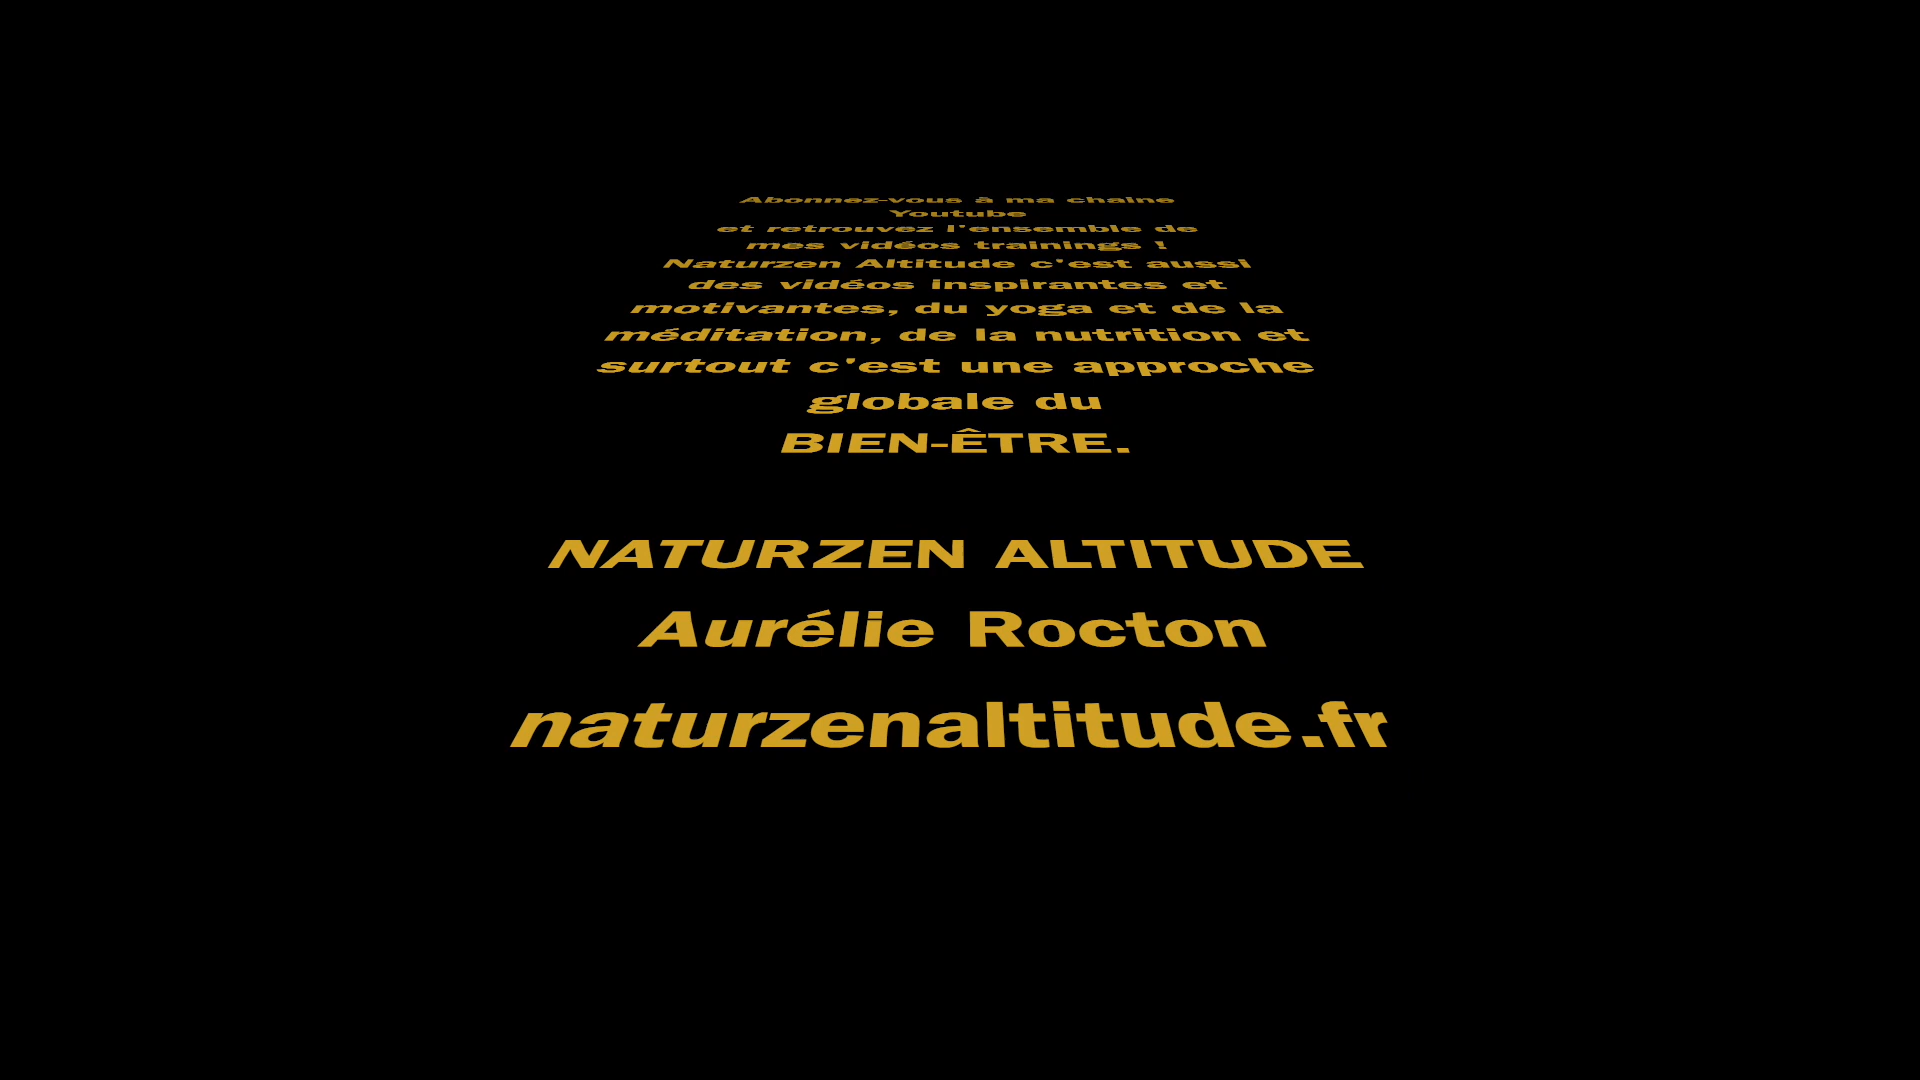 Abonnez-vous à ma chaine
Youtube
et retrouvez l'ensemble de
mes vidéos trainings !
Naturzen Altitude c'est aussi
des vidéos inspirantes et
motivantes, du yoga et de la
méditation, de la nutrition et
surtout c'est une approche
globale du
BIEN-ÊTRE.
NATURZEN ALTITUDE
Aurélie Rocton
naturzenaltitude.fr